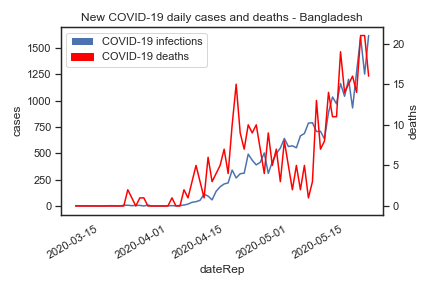 New COVID-19 daily cases and deaths - Bangladesh
COVID-19 infections
COVID-19 deaths
1500
1250
1000
750
500
250
0
cases
20
15
10
5
0
deaths
2020-03-15
2020-04-01
2020-04-15
2020-05-01
2020-05-15
dateRep